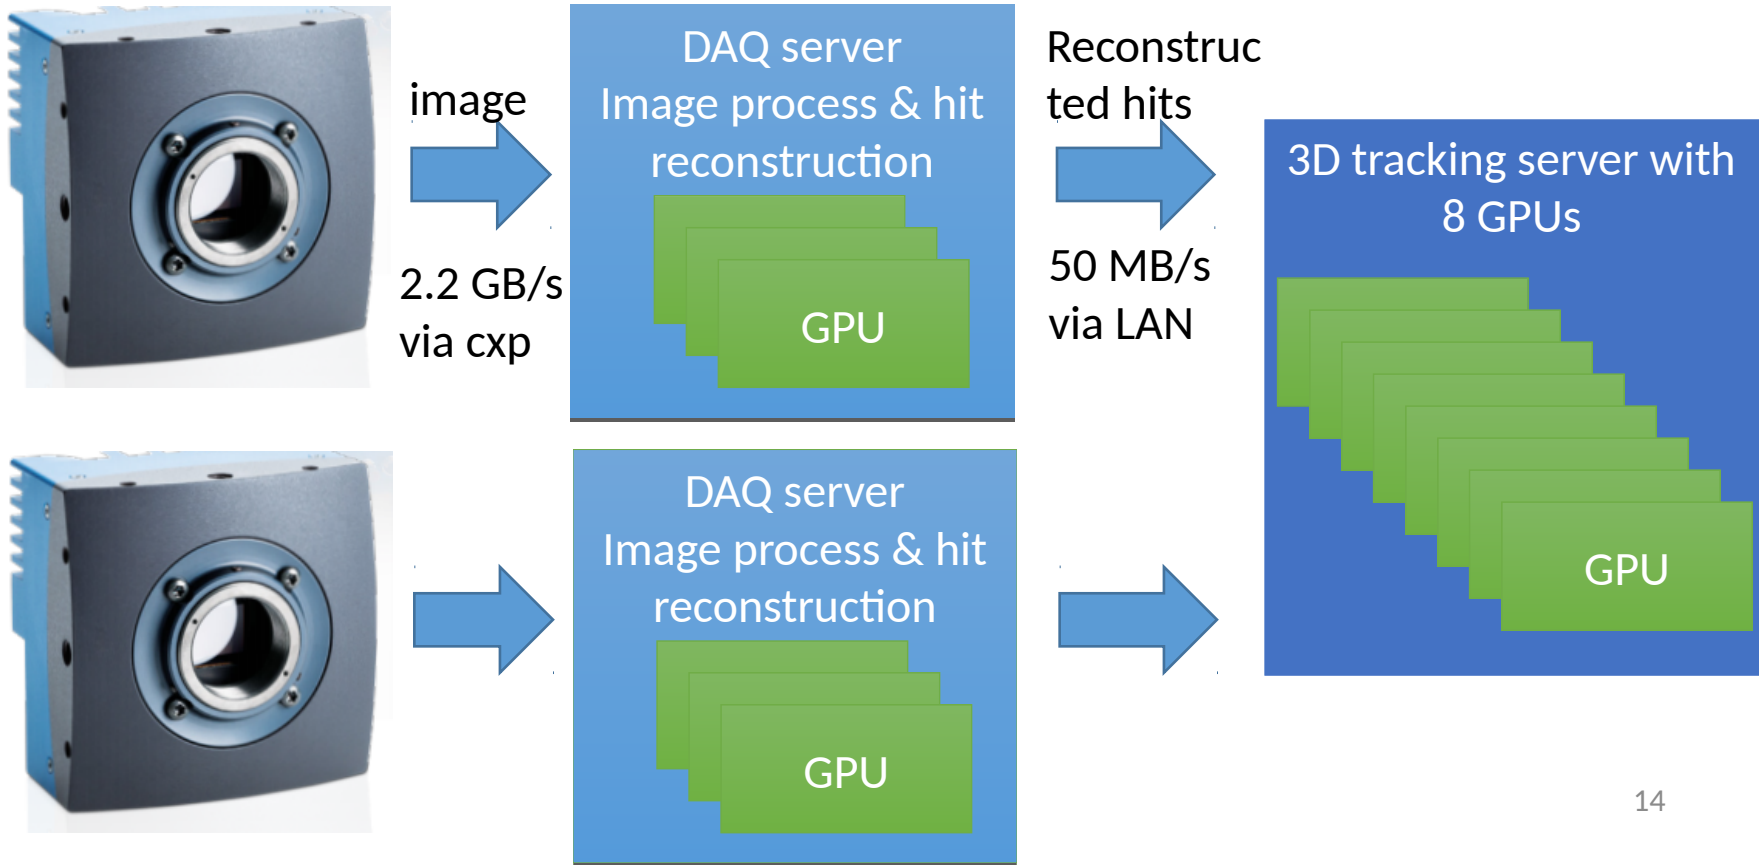 image
2.2 GB/s
via cxp
DAQ server
Image process & hit
reconstruction
GPU
Reconstruc
ted hits
50 MB/s
via LAN
3D tracking server with
8 GPUs
GPU
DAQ server
Image process & hit
reconstruction
GPU
14